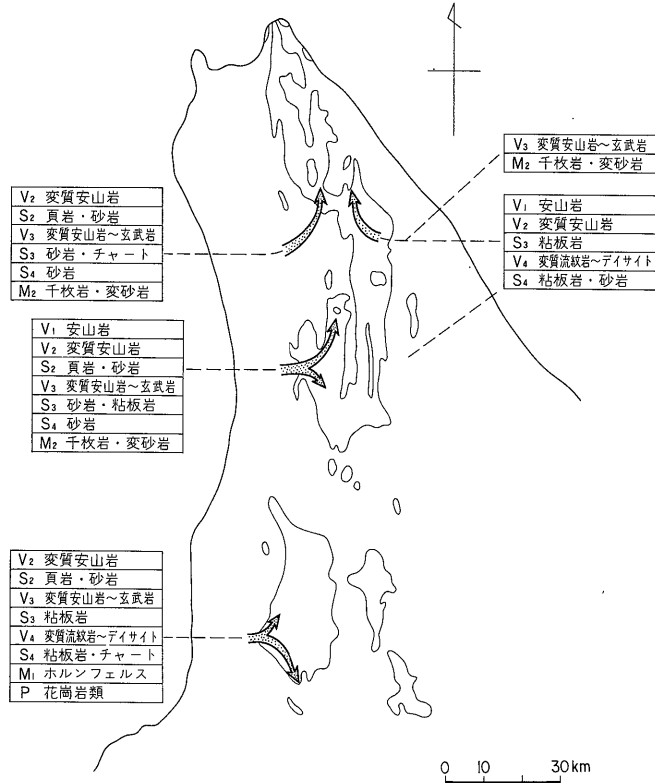 V₃ 変質安山岩～玄武岩
M₂ 千枚岩・変砂岩
V₁ 安山岩
V₂ 変質安山岩
S₃ 粘板岩
V₄ 変質流紋岩～デイサイト
S₄ 粘板岩・砂岩
V₂ 変質安山岩
S₂ 頁岩・砂岩
V₃ 変質安山岩～玄武岩
S₃ 砂岩・チャート
S₄ 砂岩
M₂ 千枚岩・変砂岩
V₁ 安山岩
V₂ 変質安山岩
S₂ 頁岩・砂岩
V₃ 変質安山岩～玄武岩
S₃ 砂岩・粘板岩
S₄ 砂岩
M₂ 千枚岩・変砂岩
V₂ 変質安山岩
S₂ 頁岩・砂岩
V₃ 変質安山岩～玄武岩
S₃ 粘板岩
V₄ 変質流紋岩～デイサイト
S₄ 粘板岩・チャート
M₁ ホルンフェルス
P 花崗岩類
0 10 30km